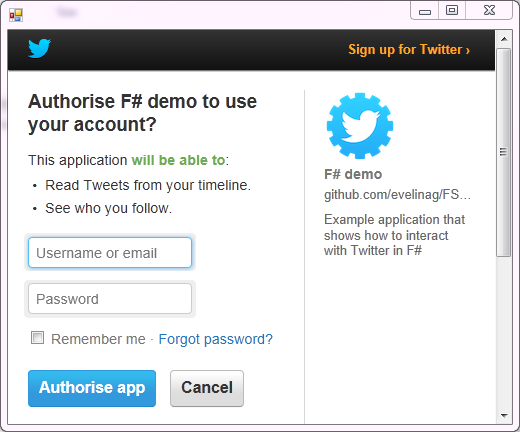 Sign up for Twitter ›
Authorise F# demo to use
your account?
This application will be able to:
• Read Tweets from your timeline.
• See who you follow.
Username or email
Password
Remember me · Forgot password?
Authorise app
Cancel
F# demo
github.com/evelinag/FS...
Example application that
shows how to interact
with Twitter in F#